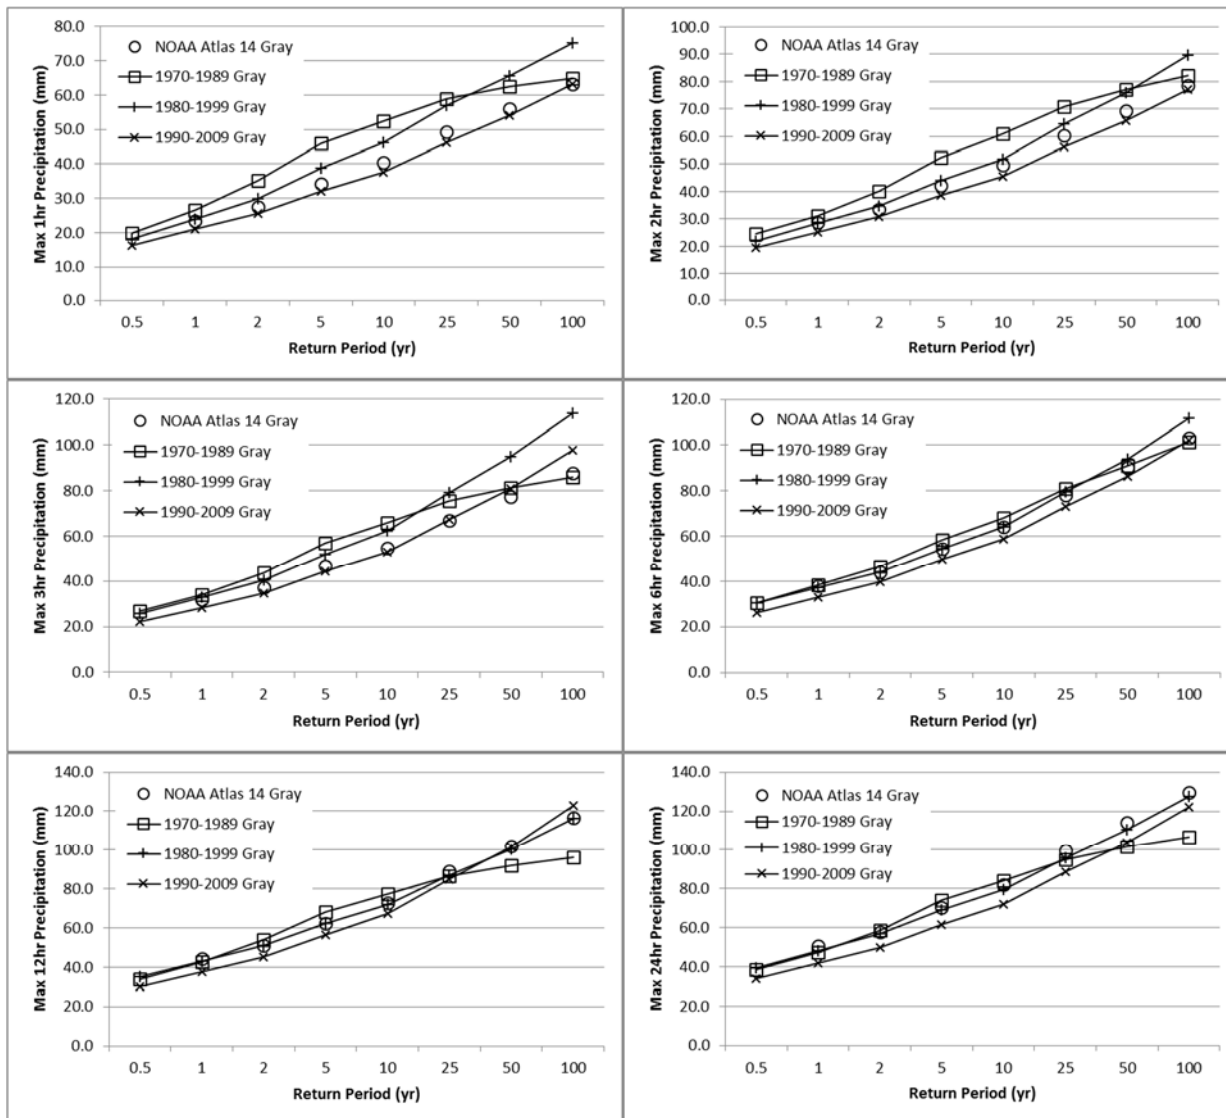 Max 1hr Precipitation (mm)
80.0
70.0
60.0
50.0
40.0
30.0
20.0
10.0
0.0
NOAA Atlas 14 Gray
1970-1989 Gray
1980-1999 Gray
1990-2009 Gray
0.5 1 2 5 10 25 50 100
Return Period (yr)
Max 2hr Precipitation (mm)
100.0
90.0
80.0
70.0
60.0
50.0
40.0
30.0
20.0
10.0
0.0
NOAA Atlas 14 Gray
1970-1989 Gray
1980-1999 Gray
1990-2009 Gray
0.5 1 2 5 10 25 50 100
Return Period (yr)
Max 3hr Precipitation (mm)
120.0
100.0
80.0
60.0
40.0
20.0
0.0
NOAA Atlas 14 Gray
1970-1989 Gray
1980-1999 Gray
1990-2009 Gray
0.5 1 2 5 10 25 50 100
Return Period (yr)
Max 6hr Precipitation (mm)
120.0
100.0
80.0
60.0
40.0
20.0
0.0
NOAA Atlas 14 Gray
1970-1989 Gray
1980-1999 Gray
1990-2009 Gray
0.5 1 2 5 10 25 50 100
Return Period (yr)
Max 12hr Precipitation (mm)
140.0
120.0
100.0
80.0
60.0
40.0
20.0
0.0
NOAA Atlas 14 Gray
1970-1989 Gray
1980-1999 Gray
1990-2009 Gray
0.5 1 2 5 10 25 50 100
Return Period (yr)
Max 24hr Precipitation (mm)
140.0
120.0
100.0
80.0
60.0
40.0
20.0
0.0
NOAA Atlas 14 Gray
1970-1989 Gray
1980-1999 Gray
1990-2009 Gray
0.5 1 2 5 10 25 50 100
Return Period (yr)